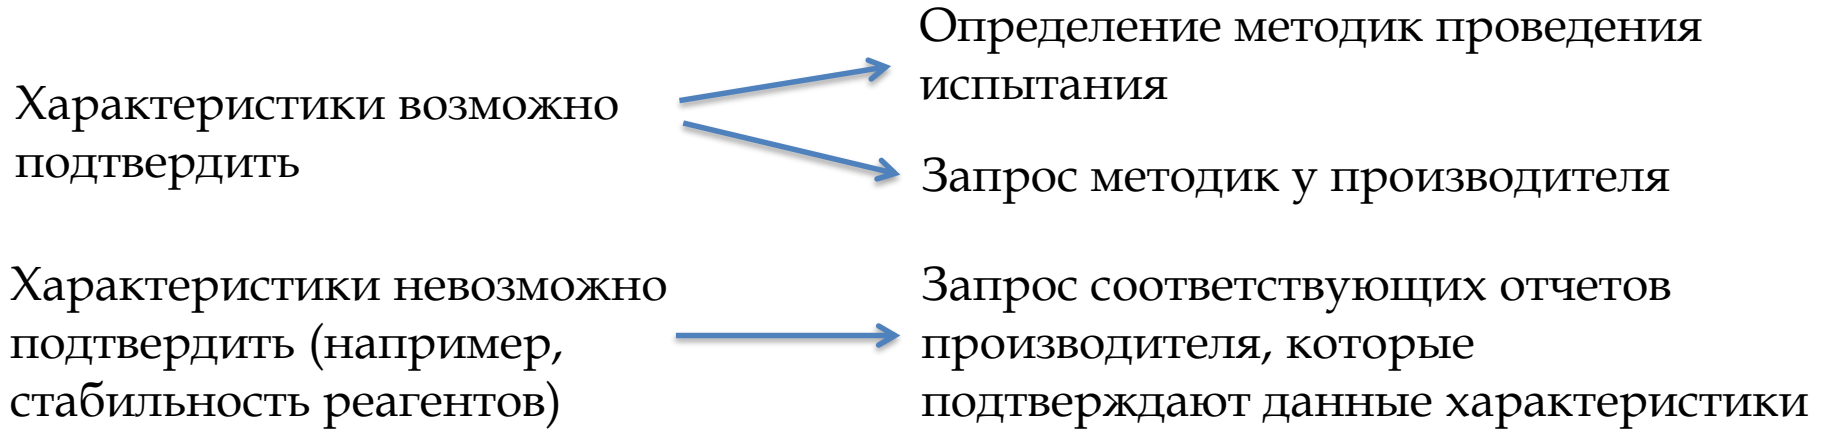 Характеристики возможно
подтвердить
Определение методик проведения
испытания
Запрос методик у производителя
Характеристики невозможно
подтвердить (например,
стабильность реагентов)
Запрос соответствующих отчетов
производителя, которые
подтверждают данные характеристики